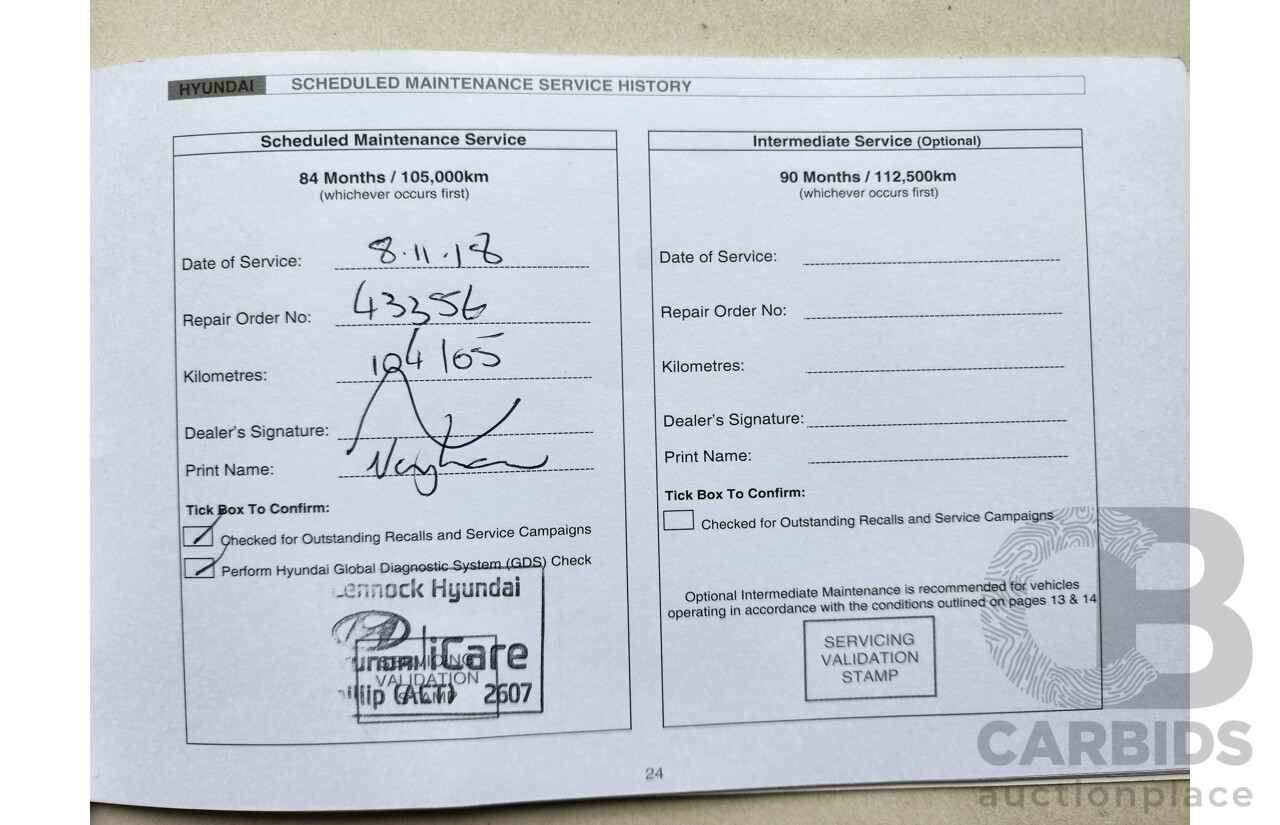 HYUNDAI SCHEDULED MAINTENANCE SERVICE HISTORY
Scheduled Maintenance Service
84 Months / 105,000km
(whichever occurs first)
Date of Service: 8.11.18
Repair Order No: 43356
Kilometres: 104105
Dealer's Signature:
Print Name:
Tick Box To Confirm:
Checked for Outstanding Recalls and Service Campaigns
Perform Hyundai Global Diagnostic System (GDS) Check
Lennock Hyundai
iCare
SERVICING
VALIDATION
STAMP
(ACT) 2607
Intermediate Service (Optional)
90 Months / 112,500km
(whichever occurs first)
Date of Service:
Repair Order No:
Kilometres:
Dealer's Signature:
Print Name:
Tick Box To Confirm:
Checked for Outstanding Recalls and Service Campaigns
Optional Intermediate Maintenance is recommended for vehicles
operating in accordance with the conditions outlined on pages 13 & 14
SERVICING
VALIDATION
STAMP
24
CB
CARBIDS
auctionplace